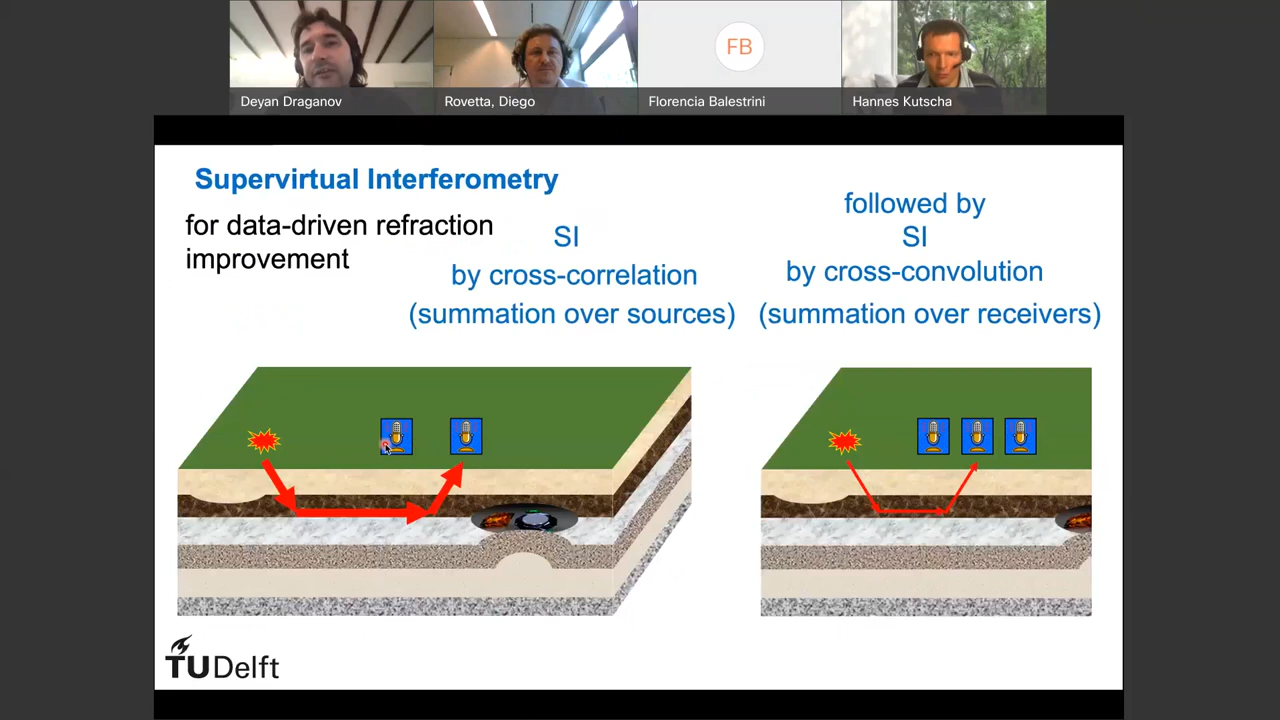 Deyan Draganov
Rovetta, Diego
FB
Florencia Balestrini
Hannes Kutscha
Supervirtual Interferometry
for data-driven refraction
improvement
SI
by cross-correlation
(summation over sources)
followed by
SI
by cross-convolution
(summation over receivers)
TUDelft